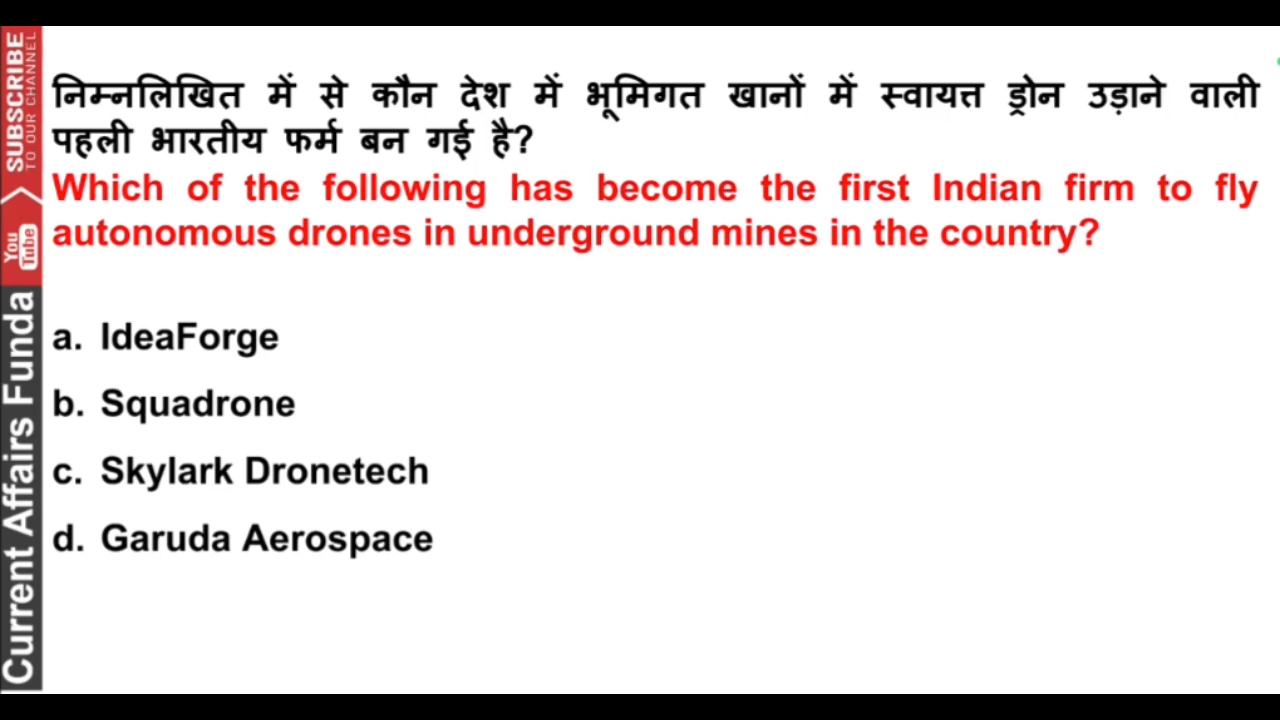 निम्नलिखित में से कौन देश में भूमिगत खानों में स्वायत्त ड्रोन उड़ाने वाली
पहली भारतीय फर्म बन गई है?
Which of the following has become the first Indian firm to fly
autonomous drones in underground mines in the country?
a. IdeaForge
b. Squadrone
c. Skylark Dronetech
d. Garuda Aerospace
SUBSCRIBE
TO OUR CHANNEL
You
Tube
Current Affairs Funda